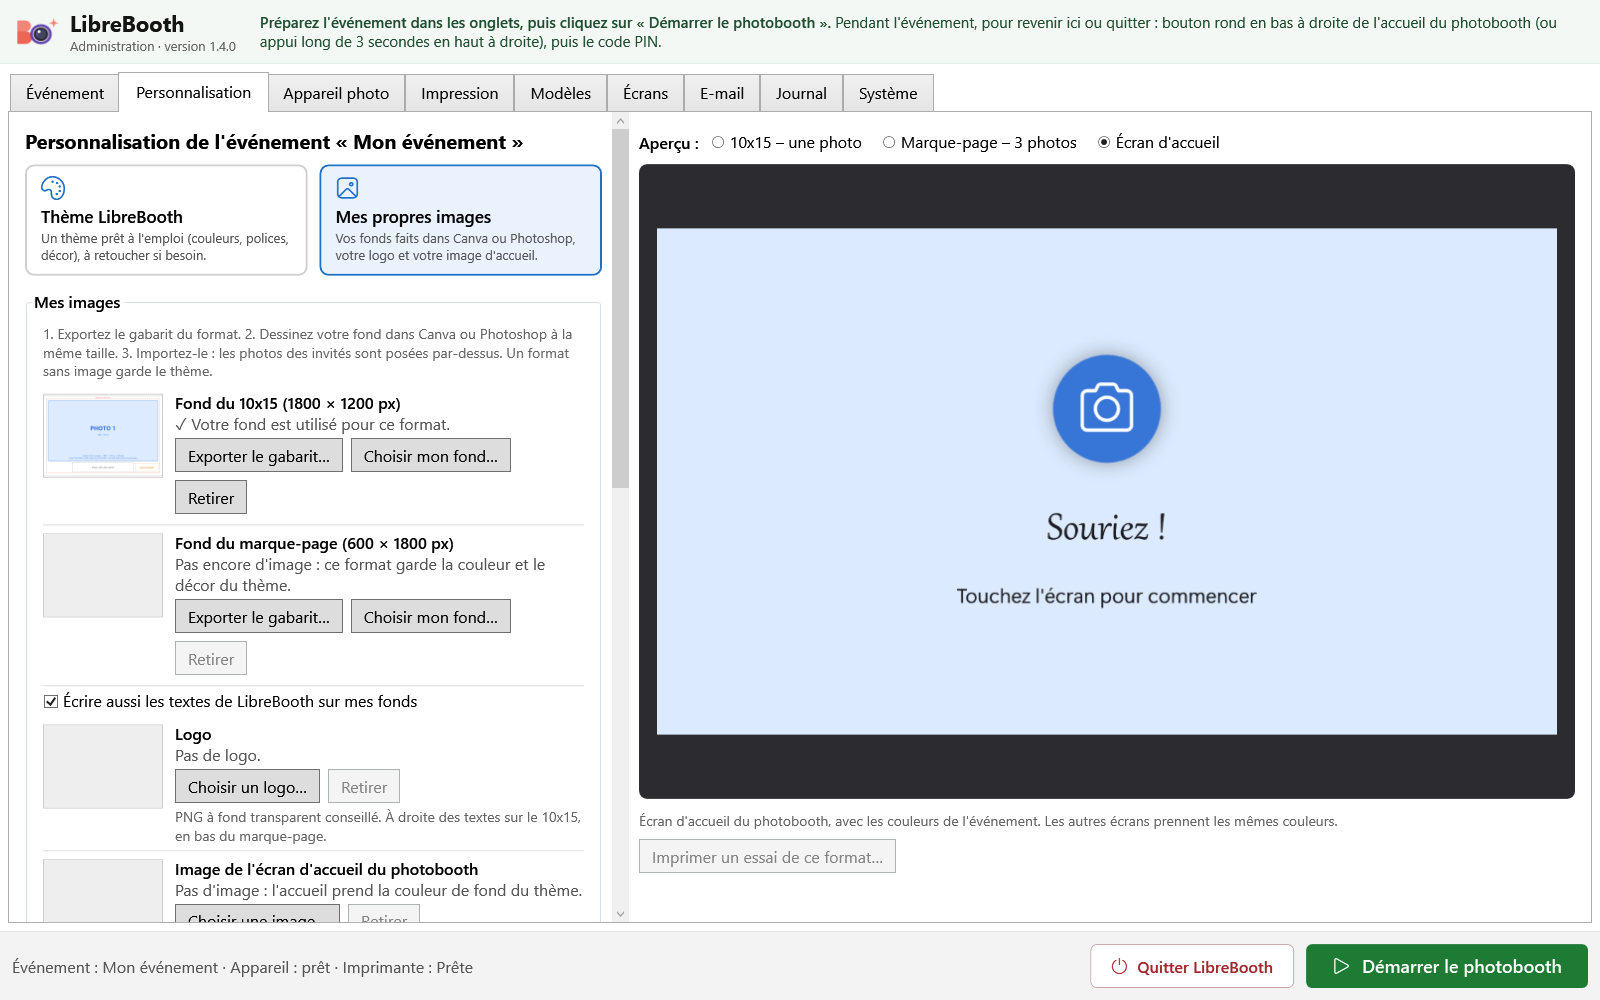 LibreBooth
Administration · version 1.4.0
Préparez l'événement dans les onglets, puis cliquez sur « Démarrer le photobooth ». Pendant l'événement, pour revenir ici ou quitter : bouton rond en bas à droite de l'accueil du photobooth (ou
appui long de 3 secondes en haut à droite), puis le code PIN.
Événement
Personnalisation
Appareil photo
Impression
Modèles
Écrans
E-mail
Journal
Système
Personnalisation de l'événement « Mon événement »
Thème LibreBooth
Un thème prêt à l'emploi (couleurs, polices,
décor), à retoucher si besoin.
Mes propres images
Vos fonds faits dans Canva ou Photoshop,
votre logo et votre image d'accueil.
Mes images
1. Exportez le gabarit du format. 2. Dessinez votre fond dans Canva ou Photoshop à la
même taille. 3. Importez-le : les photos des invités sont posées par-dessus. Un format
sans image garde le thème.
PHOTO 1
Fond du 10x15 (1800 × 1200 px)
✓ Votre fond est utilisé pour ce format.
Exporter le gabarit...
Choisir mon fond...
Retirer
Fond du marque-page (600 × 1800 px)
Pas encore d'image : ce format garde la couleur et le
décor du thème.
Exporter le gabarit...
Choisir mon fond...
Retirer
Écrire aussi les textes de LibreBooth sur mes fonds
Logo
Pas de logo.
Choisir un logo...
Retirer
PNG à fond transparent conseillé. À droite des textes sur le 10x15,
en bas du marque-page.
Image de l'écran d'accueil du photobooth
Pas d'image : l'accueil prend la couleur de fond du thème.
Choisir une image...
Retirer
Aperçu :
10x15 – une photo
Marque-page – 3 photos
Écran d'accueil
Souriez !
Touchez l'écran pour commencer
Écran d'accueil du photobooth, avec les couleurs de l'événement. Les autres écrans prennent les mêmes couleurs.
Imprimer un essai de ce format...
Événement : Mon événement · Appareil : prêt · Imprimante : Prête
Quitter LibreBooth
Démarrer le photobooth